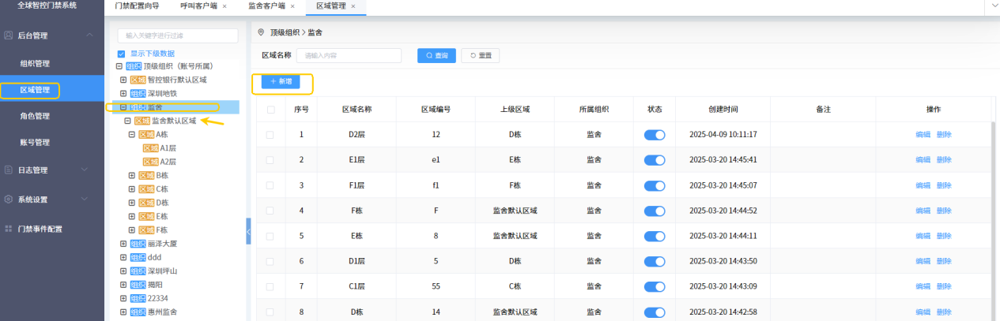 全球智控门禁系统
门禁配置向导 呼叫客户端 × 监舍客户端 × 区域管理 ×
后台管理
组织管理
区域管理
角色管理
账号管理
日志管理
系统设置
门禁事件配置
输入关键字进行过滤
显示下级数据
组织 顶级组织（账号所属）
区域 智控银行默认区域
组织 深圳地铁
组织 监舍
区域 监舍默认区域
区域 A栋
区域 A1层
区域 A2层
区域 B栋
区域 C栋
区域 D栋
区域 E栋
区域 F栋
组织 丽泽大厦
组织 ddd
组织 深圳坪山
组织 揭阳
组织 22334
组织 惠州监舍
顶级组织 > 监舍
区域名称 请输入内容 查询 重置
+ 新增
序号 区域名称 区域编号 上级区域 所属组织 状态 创建时间 备注 操作
1 D2层 12 D栋 监舍 2025-04-09 10:11:17 编辑 删除
2 E1层 e1 E栋 监舍 2025-03-20 14:45:41 编辑 删除
3 F1层 f1 F栋 监舍 2025-03-20 14:45:07 编辑 删除
4 F栋 F 监舍默认区域 监舍 2025-03-20 14:44:52 编辑 删除
5 E栋 8 监舍默认区域 监舍 2025-03-20 14:44:11 编辑 删除
6 D1层 5 D栋 监舍 2025-03-20 14:43:50 编辑 删除
7 C1层 55 C栋 监舍 2025-03-20 14:43:09 编辑 删除
8 D栋 14 监舍默认区域 监舍 2025-03-20 14:42:58 编辑 删除